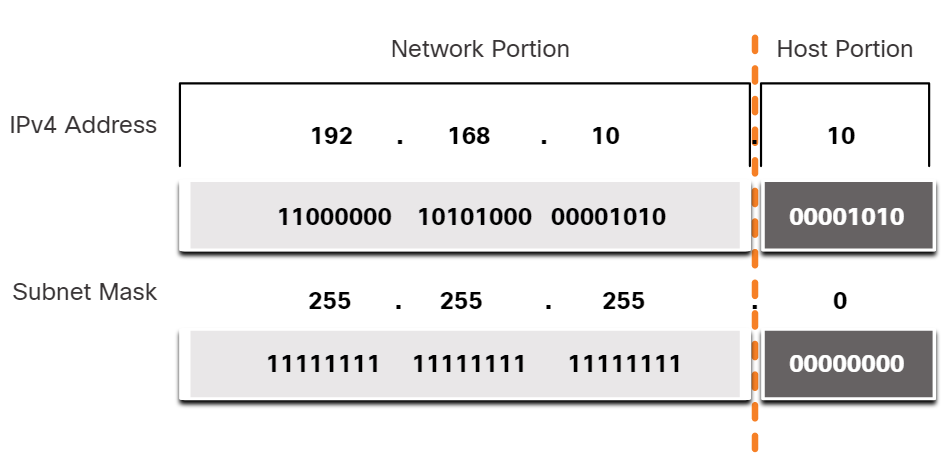 Network Portion Host Portion
IPv4 Address
192 . 168 . 10 . 10
11000000 10101000 00001010 00001010
Subnet Mask
255 . 255 . 255 . 0
11111111 11111111 11111111 00000000